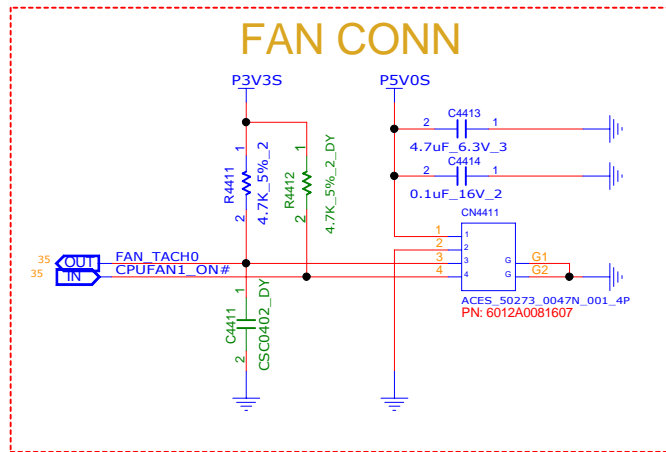 FAN CONN
P3V3S
P5V0S
2 C4413 1
4.7uF_6.3V_3
2 C4414 1
0.1uF_16V_2
1
R4411
4.7K_5%_2
2
1
R4412
4.7K_5%_2_DY
2
CN4411
1 1
2 2
3 3
4 4
G G1
G G2
ACES_50273_0047N_001_4P
PN: 6012A0081607
35 OUT FAN_TACH0
35 IN CPUFAN1_ON#
1
C4411
CSC0402_DY
2